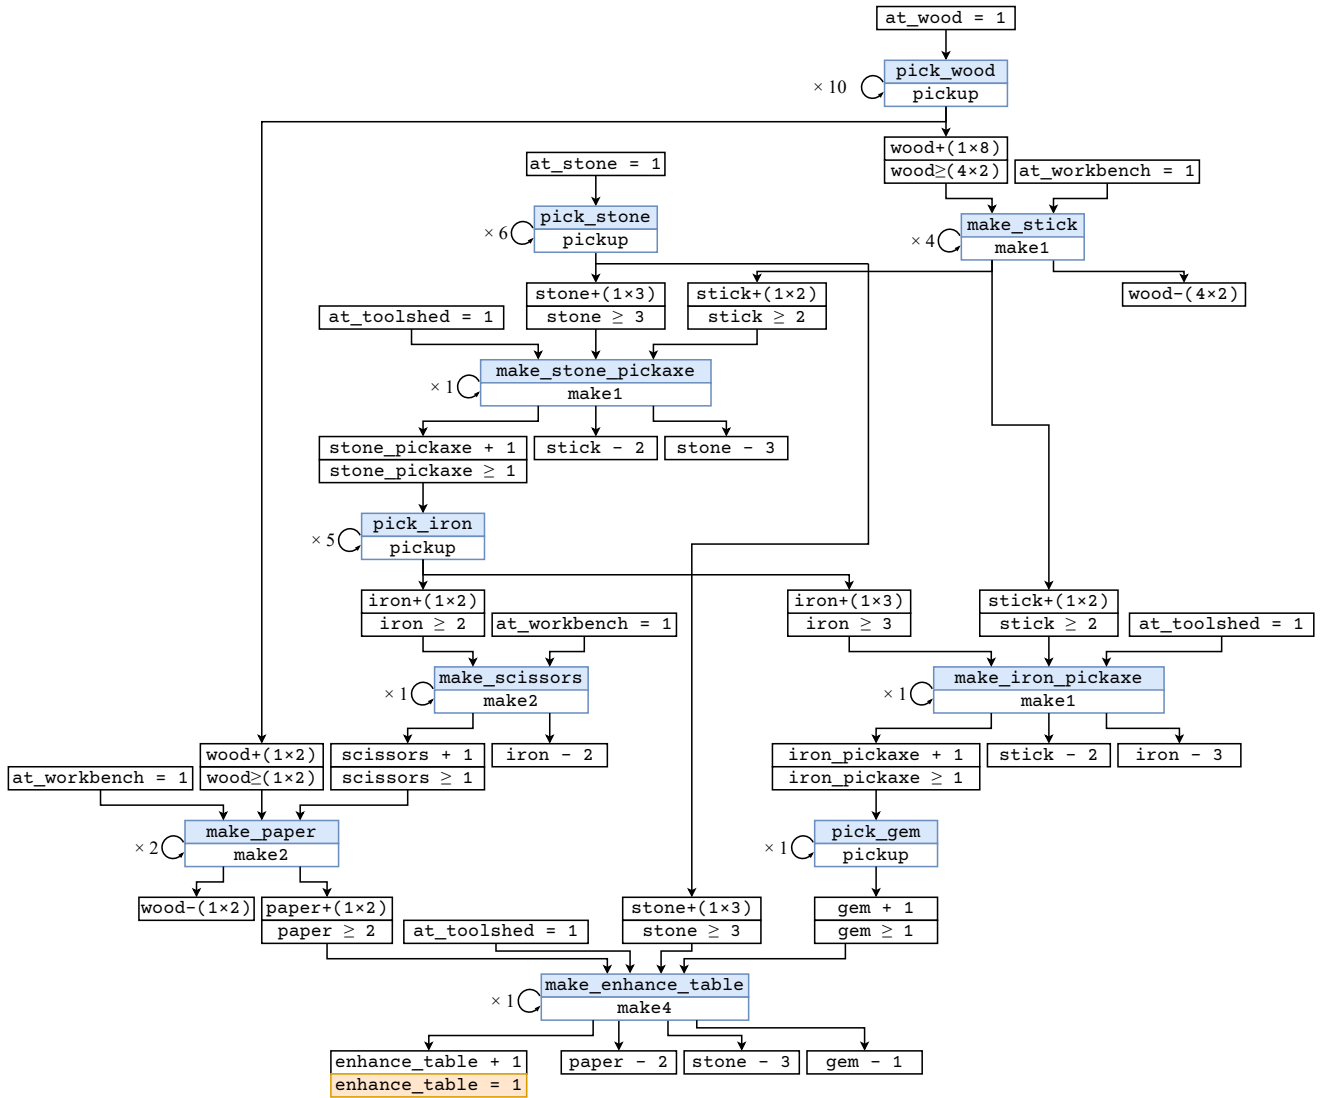 at_wood = 1
pick_wood
× 10
pickup
wood+(1×8)
wood≥(4×2)
at_workbench = 1
at_stone = 1
pick_stone
× 6
pickup
make_stick
× 4
make1
stone+(1×3)
stone ≥ 3
stick+(1×2)
stick ≥ 2
wood-(4×2)
at_toolshed = 1
make_stone_pickaxe
× 1
make1
stone_pickaxe + 1
stone_pickaxe ≥ 1
stick - 2
stone - 3
pick_iron
× 5
pickup
iron+(1×2)
iron ≥ 2
at_workbench = 1
iron+(1×3)
iron ≥ 3
stick+(1×2)
stick ≥ 2
at_toolshed = 1
make_scissors
× 1
make2
make_iron_pickaxe
× 1
make1
at_workbench = 1
wood+(1×2)
wood≥(1×2)
scissors + 1
scissors ≥ 1
iron - 2
iron_pickaxe + 1
iron_pickaxe ≥ 1
stick - 2
iron - 3
make_paper
× 2
make2
pick_gem
× 1
pickup
wood-(1×2)
paper+(1×2)
paper ≥ 2
at_toolshed = 1
stone+(1×3)
stone ≥ 3
gem + 1
gem ≥ 1
make_enhance_table
× 1
make4
enhance_table + 1
enhance_table = 1
paper - 2
stone - 3
gem - 1